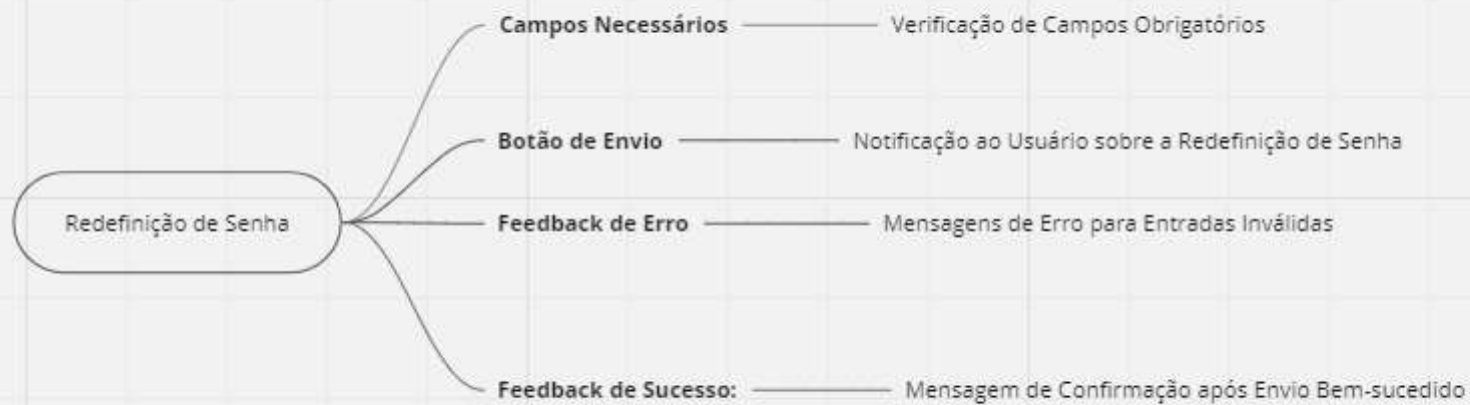 Campos Necessários
Verificação de Campos Obrigatórios
Botão de Envio
Notificação ao Usuário sobre a Redefinição de Senha
Redefinição de Senha
Feedback de Erro
Mensagens de Erro para Entradas Inválidas
Feedback de Sucesso:
Mensagem de Confirmação após Envio Bem-sucedido